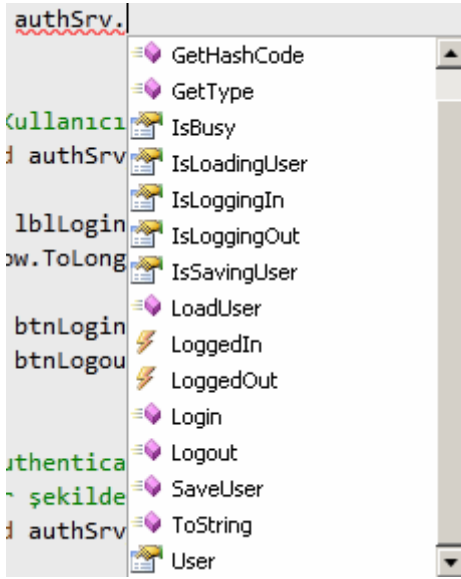 authSrv.
GetHashCode
GetType
Kullanıcı
IsBusy
authSrv
IsLoadingUser
IsLoggingIn
lblLogin
IsLoggingOut
ow.ToLong
IsSavingUser
LoadUser
btnLogin
LoggedIn
btnLogou
LoggedOut
Login
Logout
uthentica
SaveUser
r şekilde
ToString
d authSrv
User